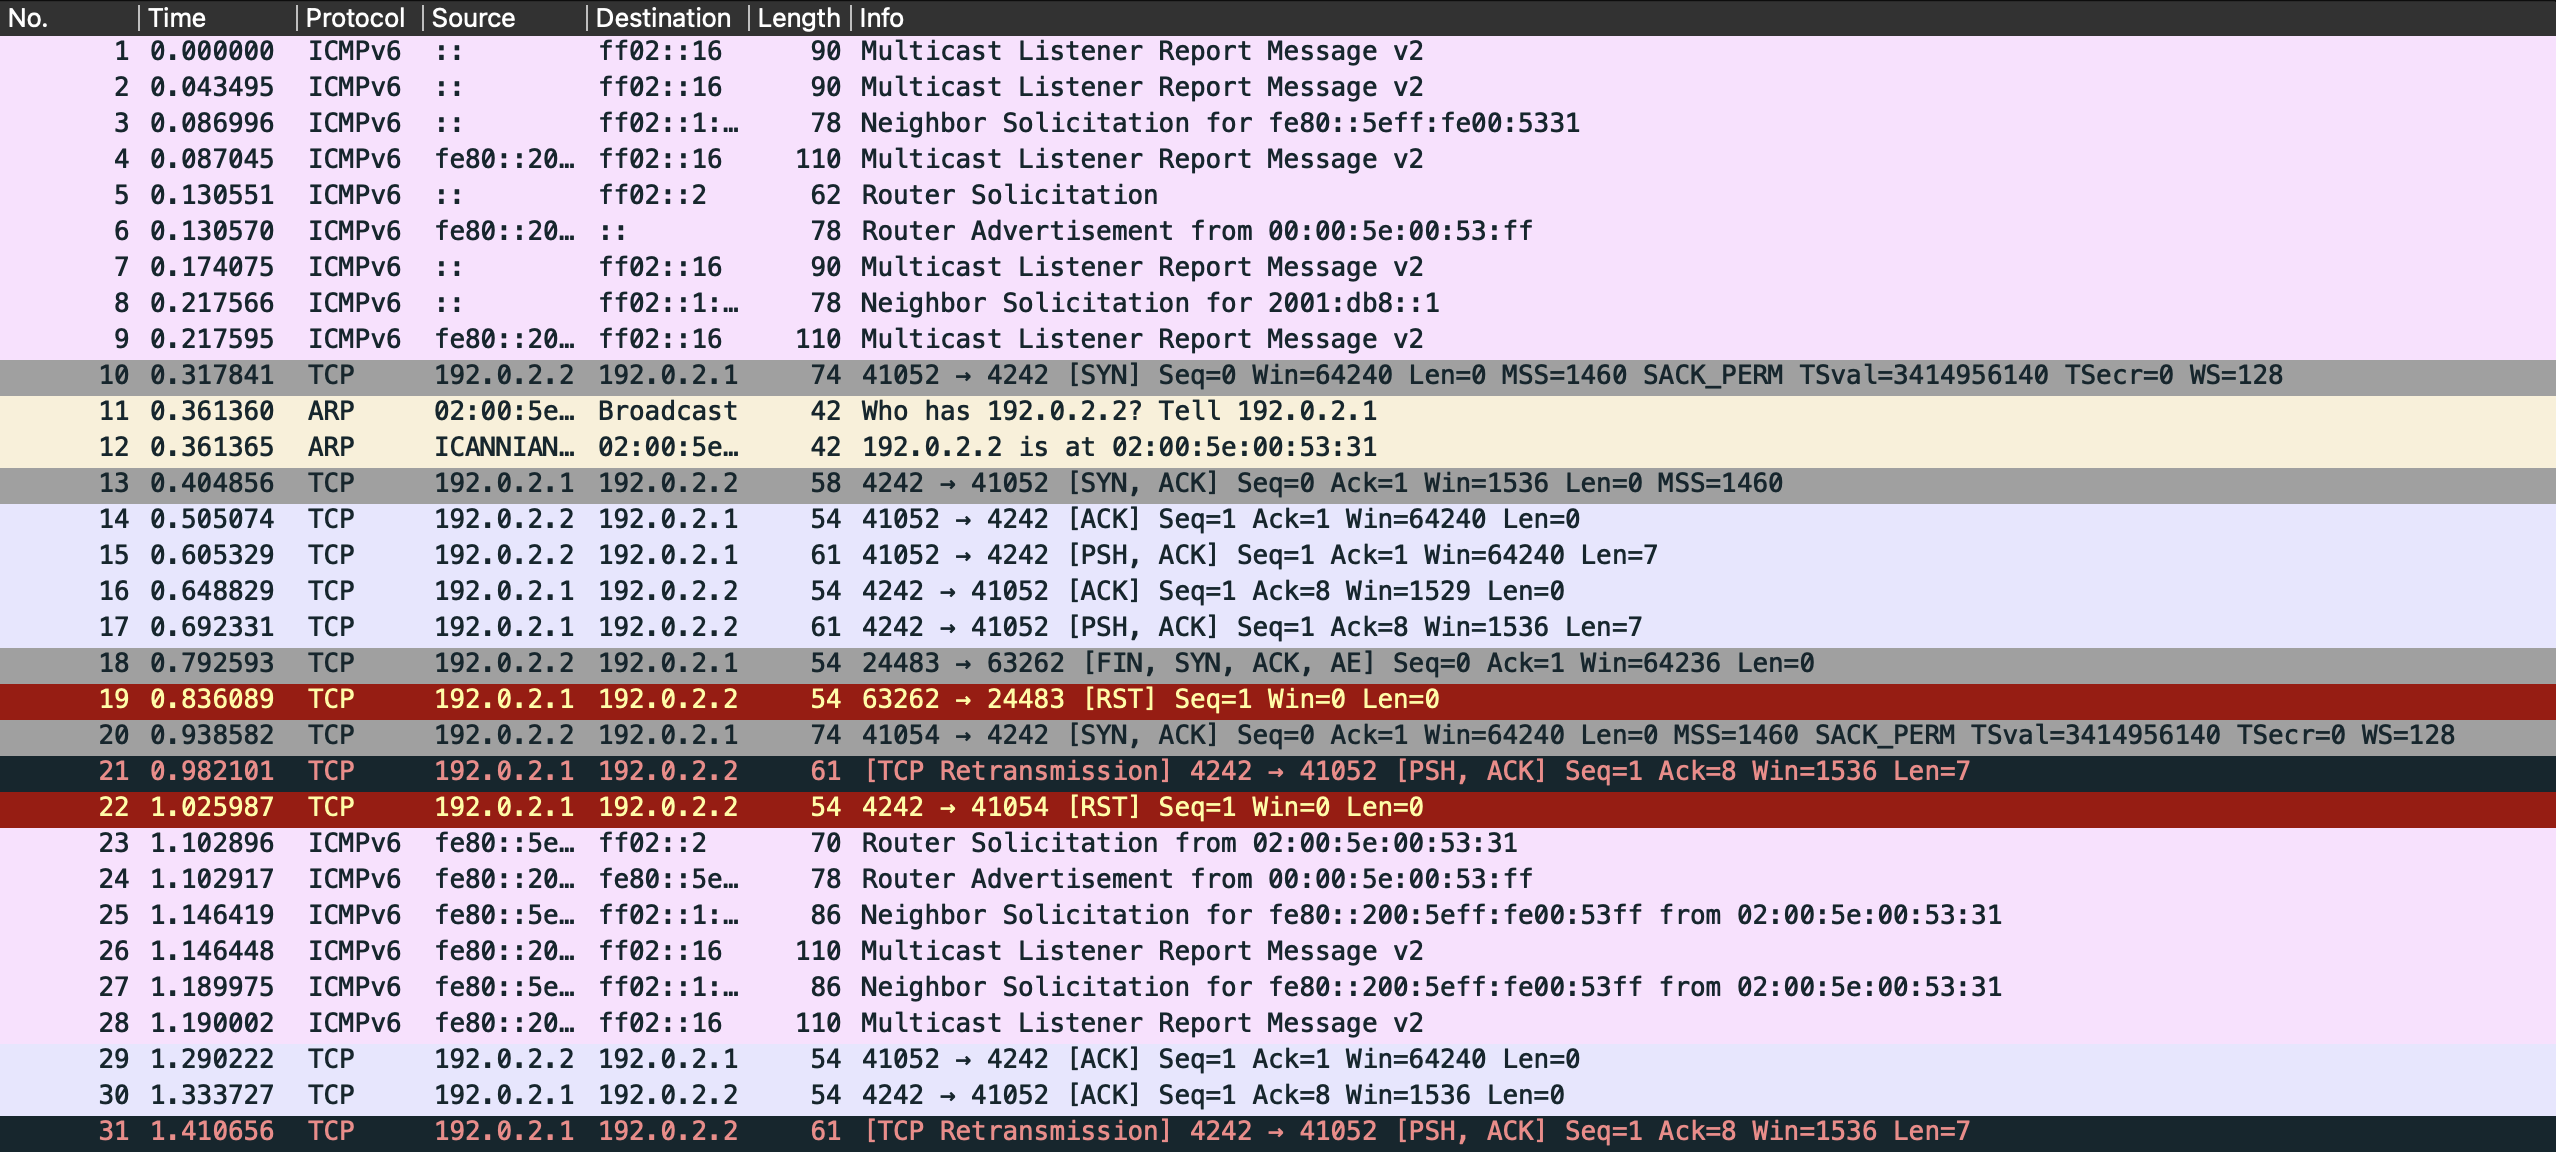 No. Time Protocol Source Destination Length Info
1 0.000000 ICMPv6 :: ff02::16 90 Multicast Listener Report Message v2
2 0.043495 ICMPv6 :: ff02::16 90 Multicast Listener Report Message v2
3 0.086996 ICMPv6 :: ff02::1:… 78 Neighbor Solicitation for fe80::5eff:fe00:5331
4 0.087045 ICMPv6 fe80::20… ff02::16 110 Multicast Listener Report Message v2
5 0.130551 ICMPv6 :: ff02::2 62 Router Solicitation
6 0.130570 ICMPv6 fe80::20… :: 78 Router Advertisement from 00:00:5e:00:53:ff
7 0.174075 ICMPv6 :: ff02::16 90 Multicast Listener Report Message v2
8 0.217566 ICMPv6 :: ff02::1:… 78 Neighbor Solicitation for 2001:db8::1
9 0.217595 ICMPv6 fe80::20… ff02::16 110 Multicast Listener Report Message v2
10 0.317841 TCP 192.0.2.2 192.0.2.1 74 41052 → 4242 [SYN] Seq=0 Win=64240 Len=0 MSS=1460 SACK_PERM TSval=3414956140 TSecr=0 WS=128
11 0.361360 ARP 02:00:5e… Broadcast 42 Who has 192.0.2.2? Tell 192.0.2.1
12 0.361365 ARP ICANNIAN… 02:00:5e… 42 192.0.2.2 is at 02:00:5e:00:53:31
13 0.404856 TCP 192.0.2.1 192.0.2.2 58 4242 → 41052 [SYN, ACK] Seq=0 Ack=1 Win=1536 Len=0 MSS=1460
14 0.505074 TCP 192.0.2.2 192.0.2.1 54 41052 → 4242 [ACK] Seq=1 Ack=1 Win=64240 Len=0
15 0.605329 TCP 192.0.2.2 192.0.2.1 61 41052 → 4242 [PSH, ACK] Seq=1 Ack=1 Win=64240 Len=7
16 0.648829 TCP 192.0.2.1 192.0.2.2 54 4242 → 41052 [ACK] Seq=1 Ack=8 Win=1529 Len=0
17 0.692331 TCP 192.0.2.1 192.0.2.2 61 4242 → 41052 [PSH, ACK] Seq=1 Ack=8 Win=1536 Len=7
18 0.792593 TCP 192.0.2.2 192.0.2.1 54 24483 → 63262 [FIN, SYN, ACK, AE] Seq=0 Ack=1 Win=64236 Len=0
19 0.836089 TCP 192.0.2.1 192.0.2.2 54 63262 → 24483 [RST] Seq=1 Win=0 Len=0
20 0.938582 TCP 192.0.2.2 192.0.2.1 74 41054 → 4242 [SYN, ACK] Seq=0 Ack=1 Win=64240 Len=0 MSS=1460 SACK_PERM TSval=3414956140 TSecr=0 WS=128
21 0.982101 TCP 192.0.2.1 192.0.2.2 61 [TCP Retransmission] 4242 → 41052 [PSH, ACK] Seq=1 Ack=8 Win=1536 Len=7
22 1.025987 TCP 192.0.2.1 192.0.2.2 54 4242 → 41054 [RST] Seq=1 Win=0 Len=0
23 1.102896 ICMPv6 fe80::5e… ff02::2 70 Router Solicitation from 02:00:5e:00:53:31
24 1.102917 ICMPv6 fe80::20… fe80::5e… 78 Router Advertisement from 00:00:5e:00:53:ff
25 1.146419 ICMPv6 fe80::5e… ff02::1:… 86 Neighbor Solicitation for fe80::200:5eff:fe00:53ff from 02:00:5e:00:53:31
26 1.146448 ICMPv6 fe80::20… ff02::16 110 Multicast Listener Report Message v2
27 1.189975 ICMPv6 fe80::5e… ff02::1:… 86 Neighbor Solicitation for fe80::200:5eff:fe00:53ff from 02:00:5e:00:53:31
28 1.190002 ICMPv6 fe80::20… ff02::16 110 Multicast Listener Report Message v2
29 1.290222 TCP 192.0.2.2 192.0.2.1 54 41052 → 4242 [ACK] Seq=1 Ack=1 Win=64240 Len=0
30 1.333727 TCP 192.0.2.1 192.0.2.2 54 4242 → 41052 [ACK] Seq=1 Ack=8 Win=1536 Len=0
31 1.410656 TCP 192.0.2.1 192.0.2.2 61 [TCP Retransmission] 4242 → 41052 [PSH, ACK] Seq=1 Ack=8 Win=1536 Len=7